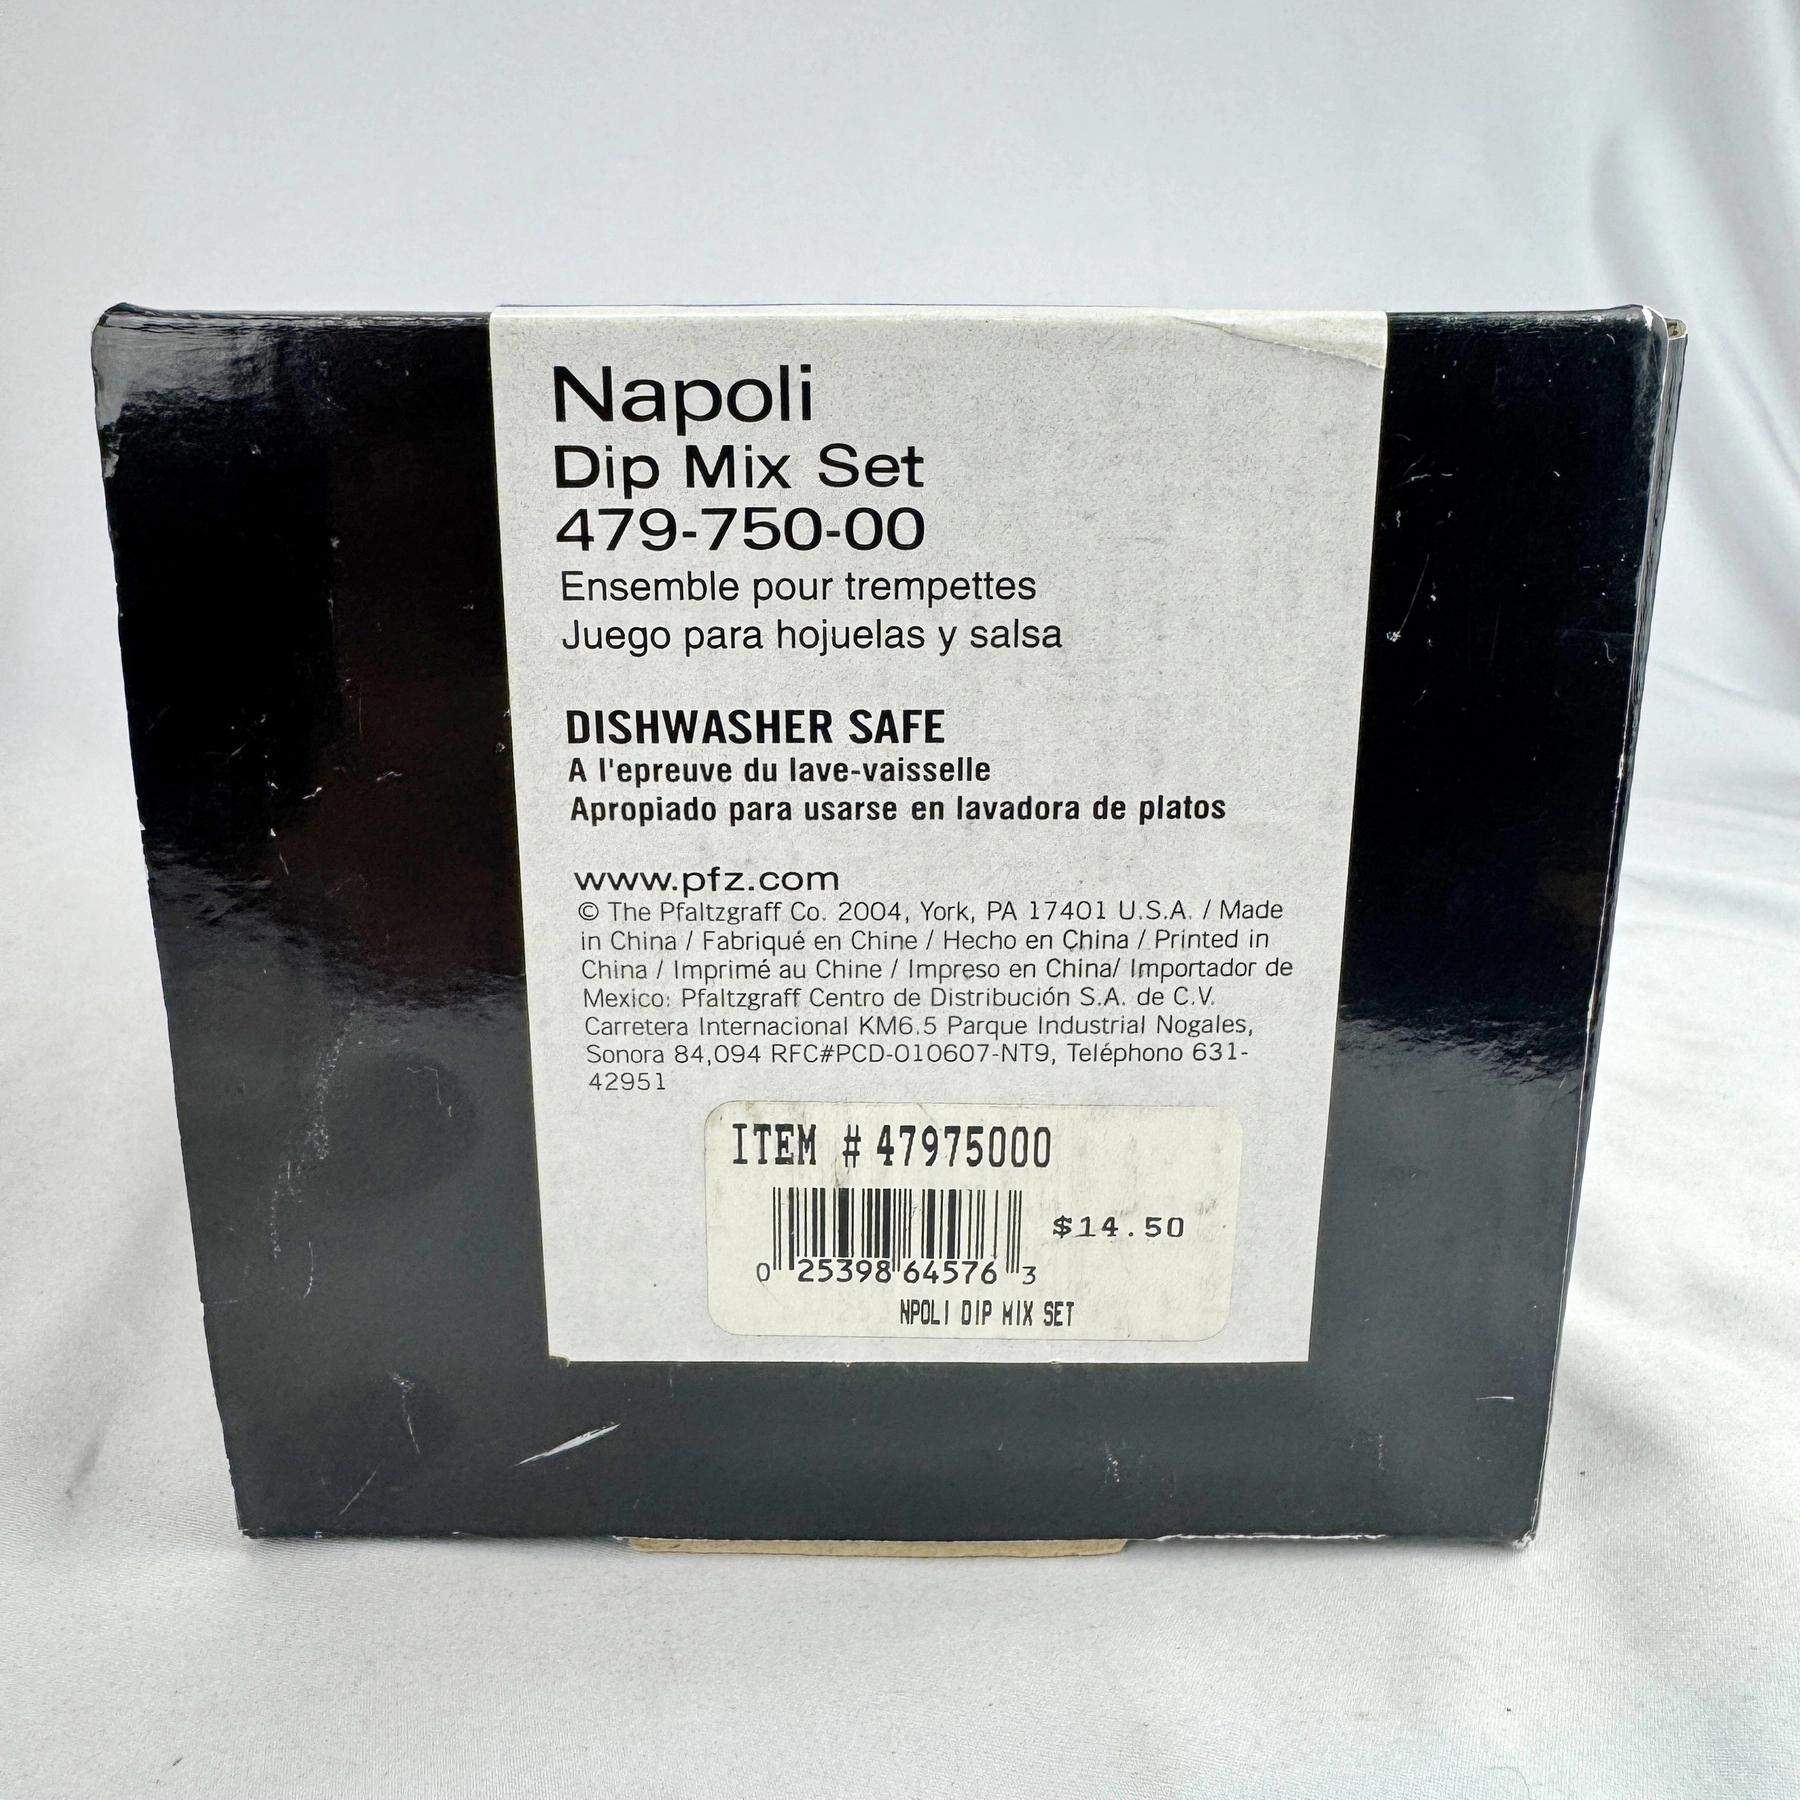 Napoli
Dip Mix Set
479-750-00
Ensemble pour trempettes
Juego para hojuelas y salsa
DISHWASHER SAFE
A l'epreuve du lave-vaisselle
Apropiado para usarse en lavadora de platos
www.pfz.com
© The Pfaltzgraff Co. 2004, York, PA 17401 U.S.A. / Made
in China / Fabriqué en Chine / Hecho en China / Printed in
China / Imprimé au Chine / Impreso en China/ Importador de
Mexico: Pfaltzgraff Centro de Distribución S.A. de C.V.
Carretera Internacional KM6.5 Parque Industrial Nogales,
Sonora 84,094 RFC#PCD-010607-NT9, Teléphono 631-
42951
ITEM # 47975000
$14.50
0 25398 64576 3
NPOLI DIP MIX SET